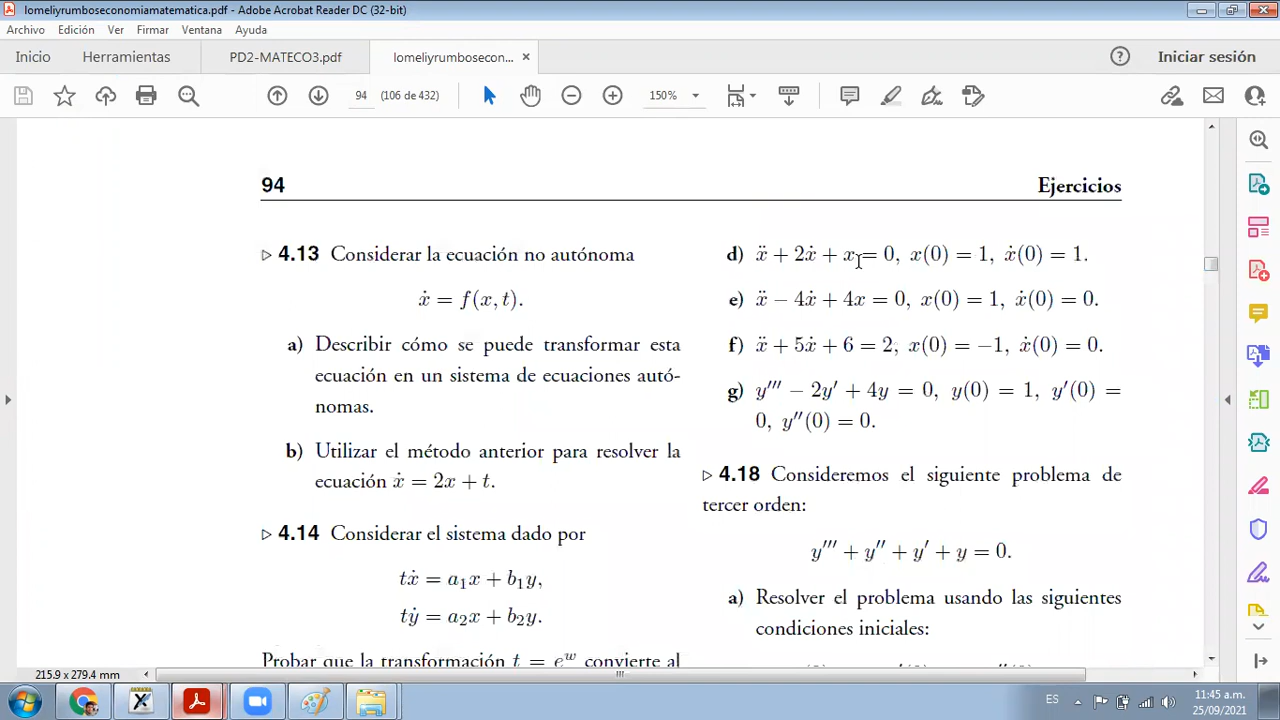 lomeliyrumboseconomiamatematica.pdf - Adobe Acrobat Reader DC (32-bit)
Archivo Edición Ver Firmar Ventana Ayuda
Inicio Herramientas PD2-MATECO3.pdf lomeliyrumbosecon... × Iniciar sesión
94 (106 de 432) 150%
94 Ejercicios
▷ 4.13 Considerar la ecuación no autónoma
ẋ = f(x, t).
a) Describir cómo se puede transformar esta
ecuación en un sistema de ecuaciones autó-
nomas.
b) Utilizar el método anterior para resolver la
ecuación ẋ = 2x + t.
▷ 4.14 Considerar el sistema dado por
tẋ = a₁x + b₁y,
tẏ = a₂x + b₂y.
Probar que la transformación t = eʷ convierte al
d) ẍ + 2ẋ + x = 0, x(0) = 1, ẋ(0) = 1.
e) ẍ − 4ẋ + 4x = 0, x(0) = 1, ẋ(0) = 0.
f) ẍ + 5ẋ + 6 = 2, x(0) = −1, ẋ(0) = 0.
g) y′′′ − 2y′ + 4y = 0, y(0) = 1, y′(0) =
0, y′′(0) = 0.
▷ 4.18 Consideremos el siguiente problema de
tercer orden:
y′′′ + y′′ + y′ + y = 0.
a) Resolver el problema usando las siguientes
condiciones iniciales:
215.9 x 279.4 mm
ES 11:45 a.m.
25/09/2021